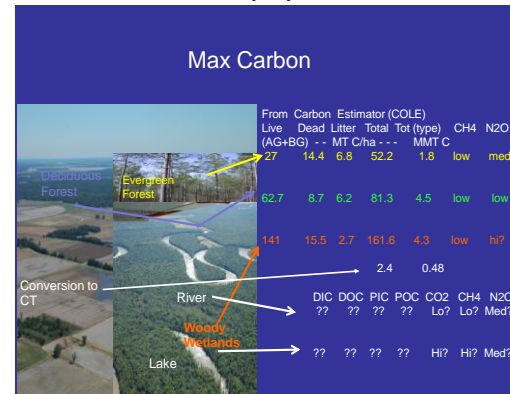 Max Carbon
From Carbon Estimator (COLE)
Live Dead Litter Total Tot (type) CH4 N2O
(AG+BG) - - MT C/ha - - - MMT C
27 14.4 6.8 52.2 1.8 low med
Deciduous
Forest
Evergreen
Forest
62.7 8.7 6.2 81.3 4.5 low low
141 15.5 2.7 161.6 4.3 low hi?
2.4 0.48
Conversion to
CT
River
DIC DOC PIC POC CO2 CH4 N2O
?? ?? ?? ?? Lo? Lo? Med?
Woody
Wetlands
?? ?? ?? ?? Hi? Hi? Med?
Lake